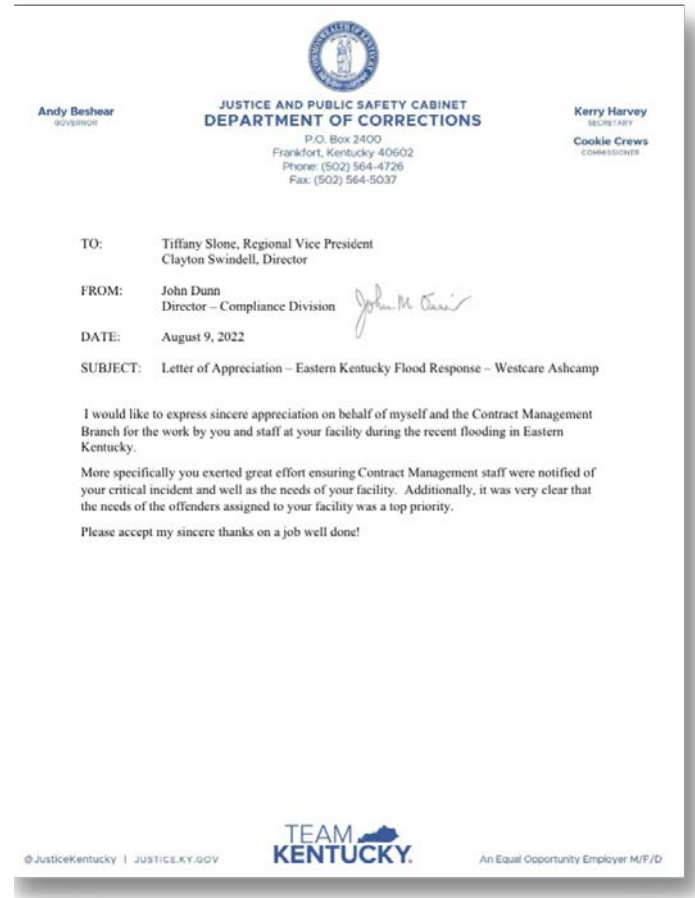 COMMONWEALTH OF KENTUCKY
Andy Beshear
GOVERNOR
JUSTICE AND PUBLIC SAFETY CABINET
DEPARTMENT OF CORRECTIONS
P.O. Box 2400
Frankfort, Kentucky 40602
Phone: (502) 564-4726
Fax: (502) 564-5037
Kerry Harvey
SECRETARY
Cookie Crews
COMMISSIONER
TO: Tiffany Slone, Regional Vice President
Clayton Swindell, Director
FROM: John Dunn
Director – Compliance Division
John M Dunn
DATE: August 9, 2022
SUBJECT: Letter of Appreciation – Eastern Kentucky Flood Response – Westcare Ashcamp
I would like to express sincere appreciation on behalf of myself and the Contract Management
Branch for the work by you and staff at your facility during the recent flooding in Eastern
Kentucky.
More specifically you exerted great effort ensuring Contract Management staff were notified of
your critical incident and well as the needs of your facility. Additionally, it was very clear that
the needs of the offenders assigned to your facility was a top priority.
Please accept my sincere thanks on a job well done!
@JusticeKentucky | JUSTICE.KY.GOV
TEAM
KENTUCKY.
An Equal Opportunity Employer M/F/D